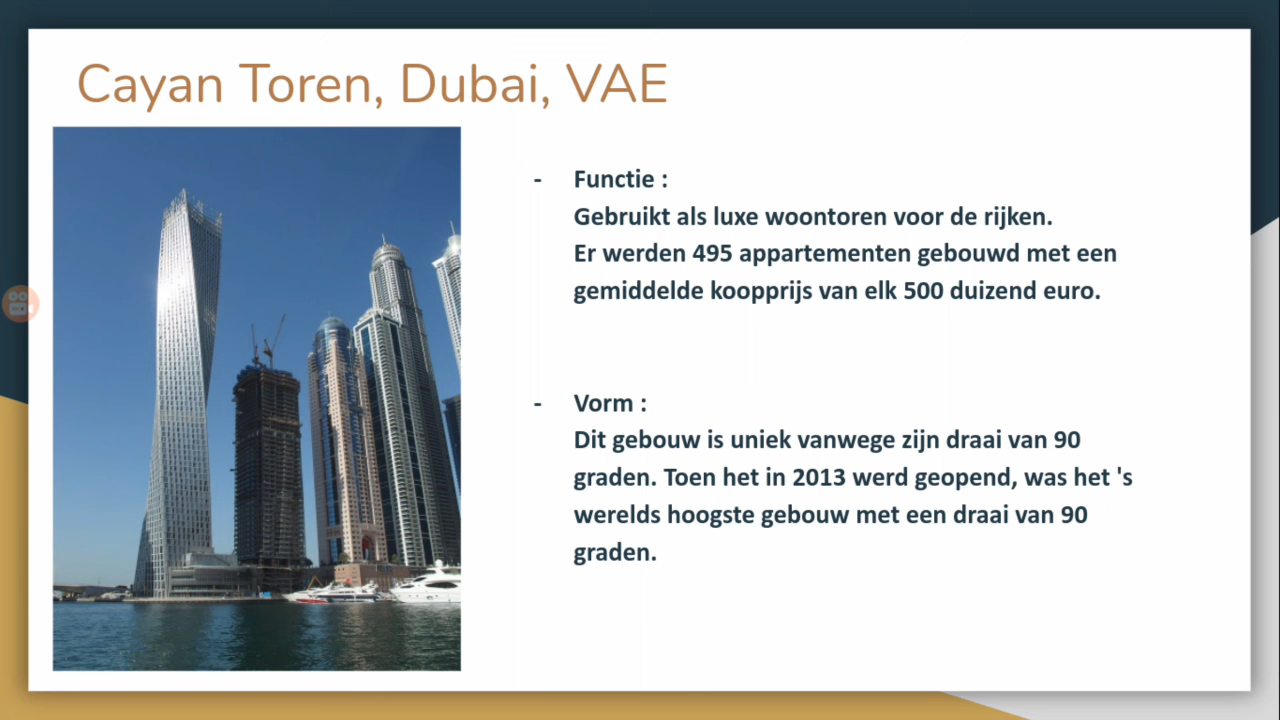 Cayan Toren, Dubai, VAE
- Functie :
Gebruikt als luxe woontoren voor de rijken.
Er werden 495 appartementen gebouwd met een
gemiddelde koopprijs van elk 500 duizend euro.
- Vorm :
Dit gebouw is uniek vanwege zijn draai van 90
graden. Toen het in 2013 werd geopend, was het 's
werelds hoogste gebouw met een draai van 90
graden.